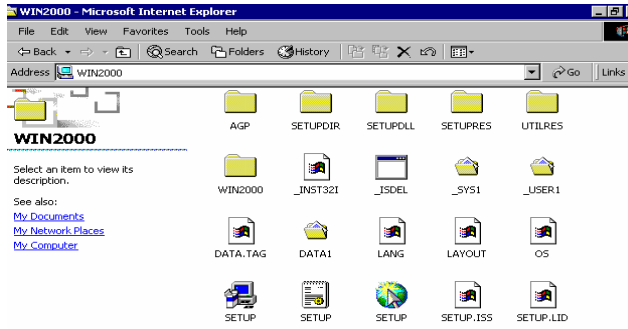 WIN2000 - Microsoft Internet Explorer
File Edit View Favorites Tools Help
Back Search Folders History
Address WIN2000 Go Links
WIN2000
Select an item to view its
description.
See also:
My Documents
My Network Places
My Computer
AGP SETUPDIR SETUPDLL SETUPRES UTILRES
WIN2000 _INST32I _ISDEL _SYS1 _USER1
DATA.TAG DATA1 LANG LAYOUT OS
SETUP SETUP SETUP SETUP.ISS SETUP.LID